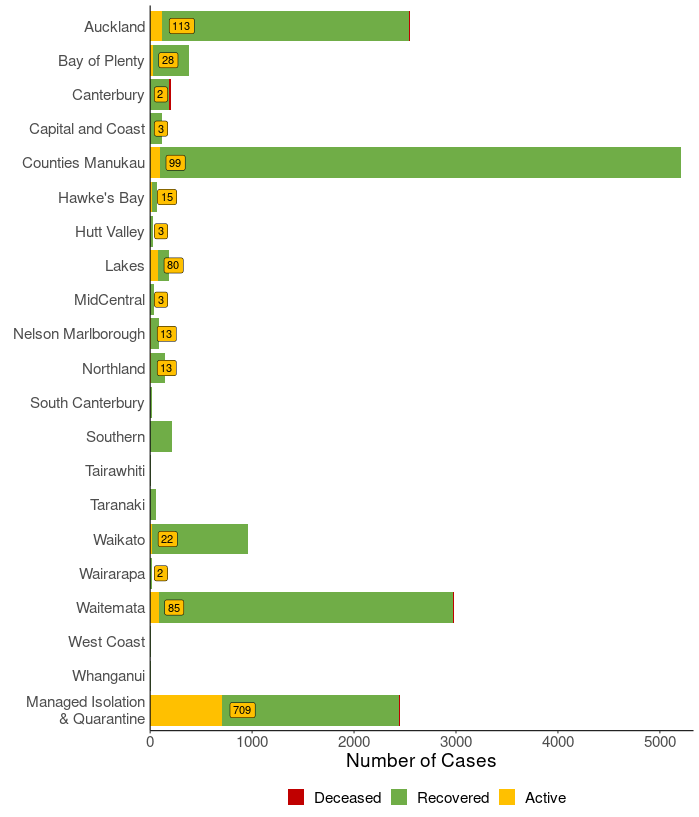 Auckland 113
Bay of Plenty 28
Canterbury 2
Capital and Coast 3
Counties Manukau 99
Hawke's Bay 15
Hutt Valley 3
Lakes 80
MidCentral 3
Nelson Marlborough 13
Northland 13
South Canterbury
Southern
Tairawhiti
Taranaki
Waikato 22
Wairarapa 2
Waitemata 85
West Coast
Whanganui
Managed Isolation
& Quarantine 709
0 1000 2000 3000 4000 5000
Number of Cases
Deceased Recovered Active